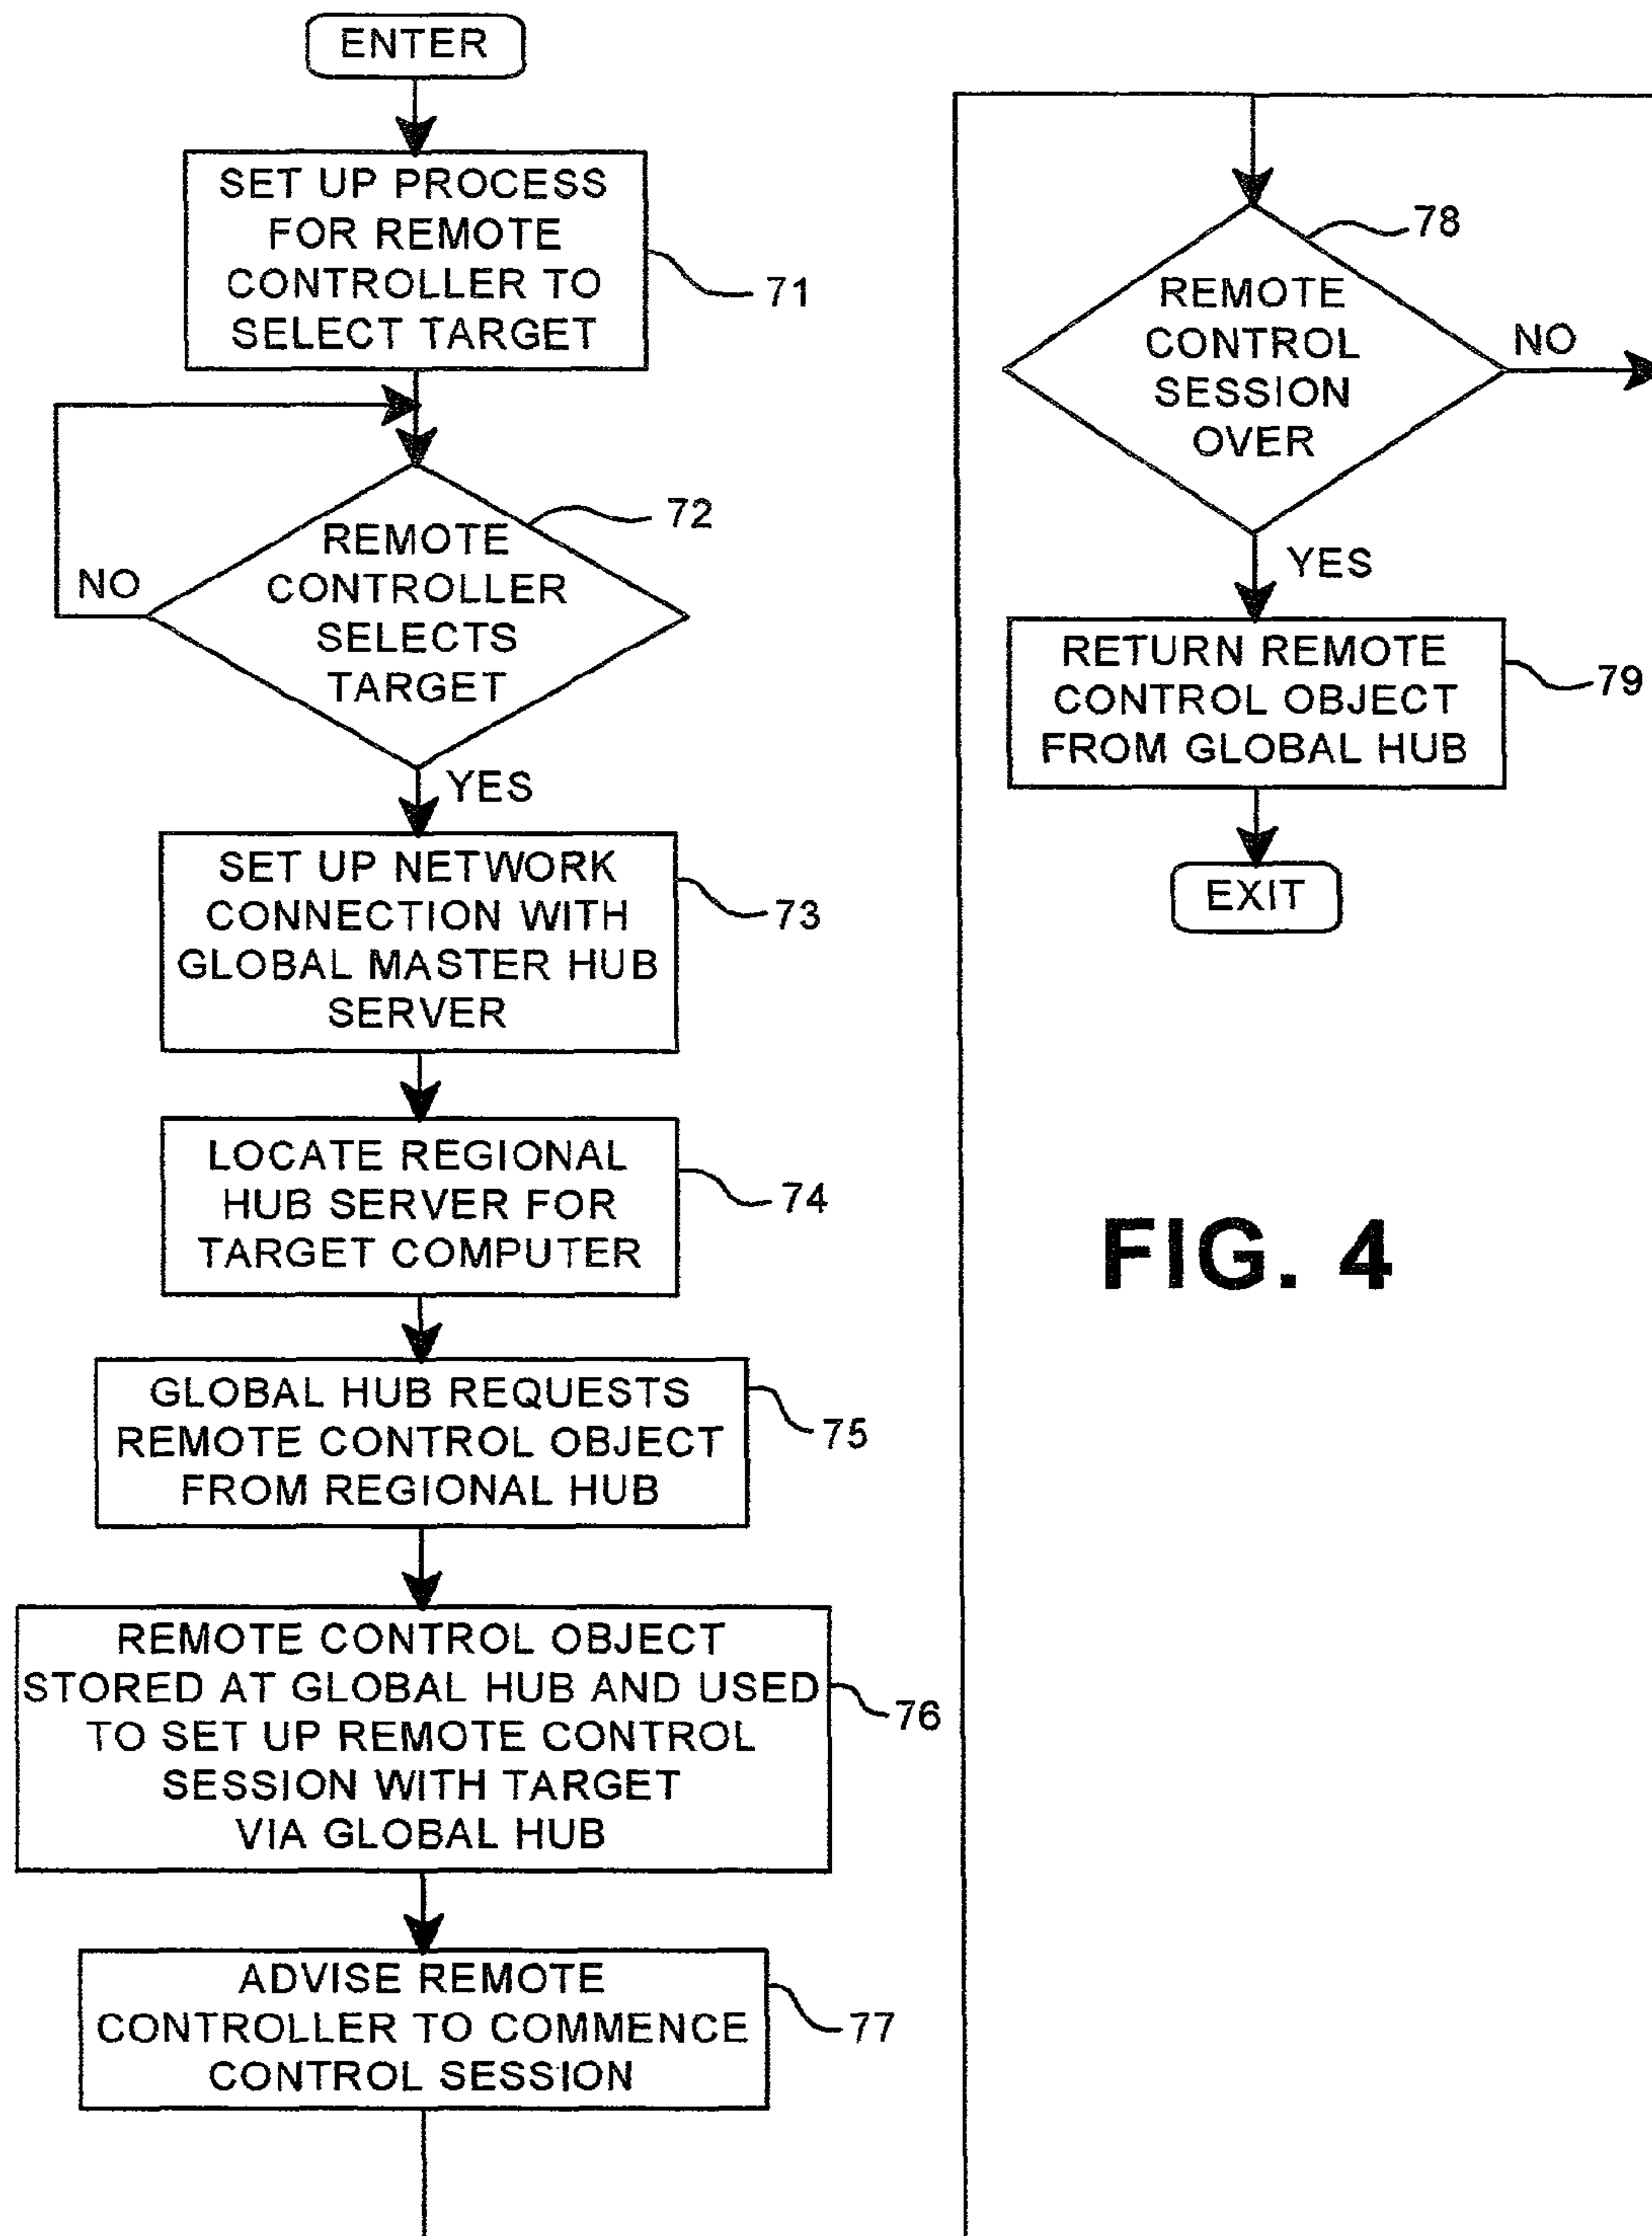 ENTER
SET UP PROCESS
FOR REMOTE
CONTROLLER TO
SELECT TARGET
71
REMOTE
CONTROLLER
SELECTS
TARGET
72
NO
YES
SET UP NETWORK
CONNECTION WITH
GLOBAL MASTER HUB
SERVER
73
LOCATE REGIONAL
HUB SERVER FOR
TARGET COMPUTER
74
GLOBAL HUB REQUESTS
REMOTE CONTROL OBJECT
FROM REGIONAL HUB
75
REMOTE CONTROL OBJECT
STORED AT GLOBAL HUB AND USED
TO SET UP REMOTE CONTROL
SESSION WITH TARGET
VIA GLOBAL HUB
76
ADVISE REMOTE
CONTROLLER TO COMMENCE
CONTROL SESSION
77
REMOTE
CONTROL
SESSION
OVER
78
NO
YES
RETURN REMOTE
CONTROL OBJECT
FROM GLOBAL HUB
79
EXIT
FIG. 4